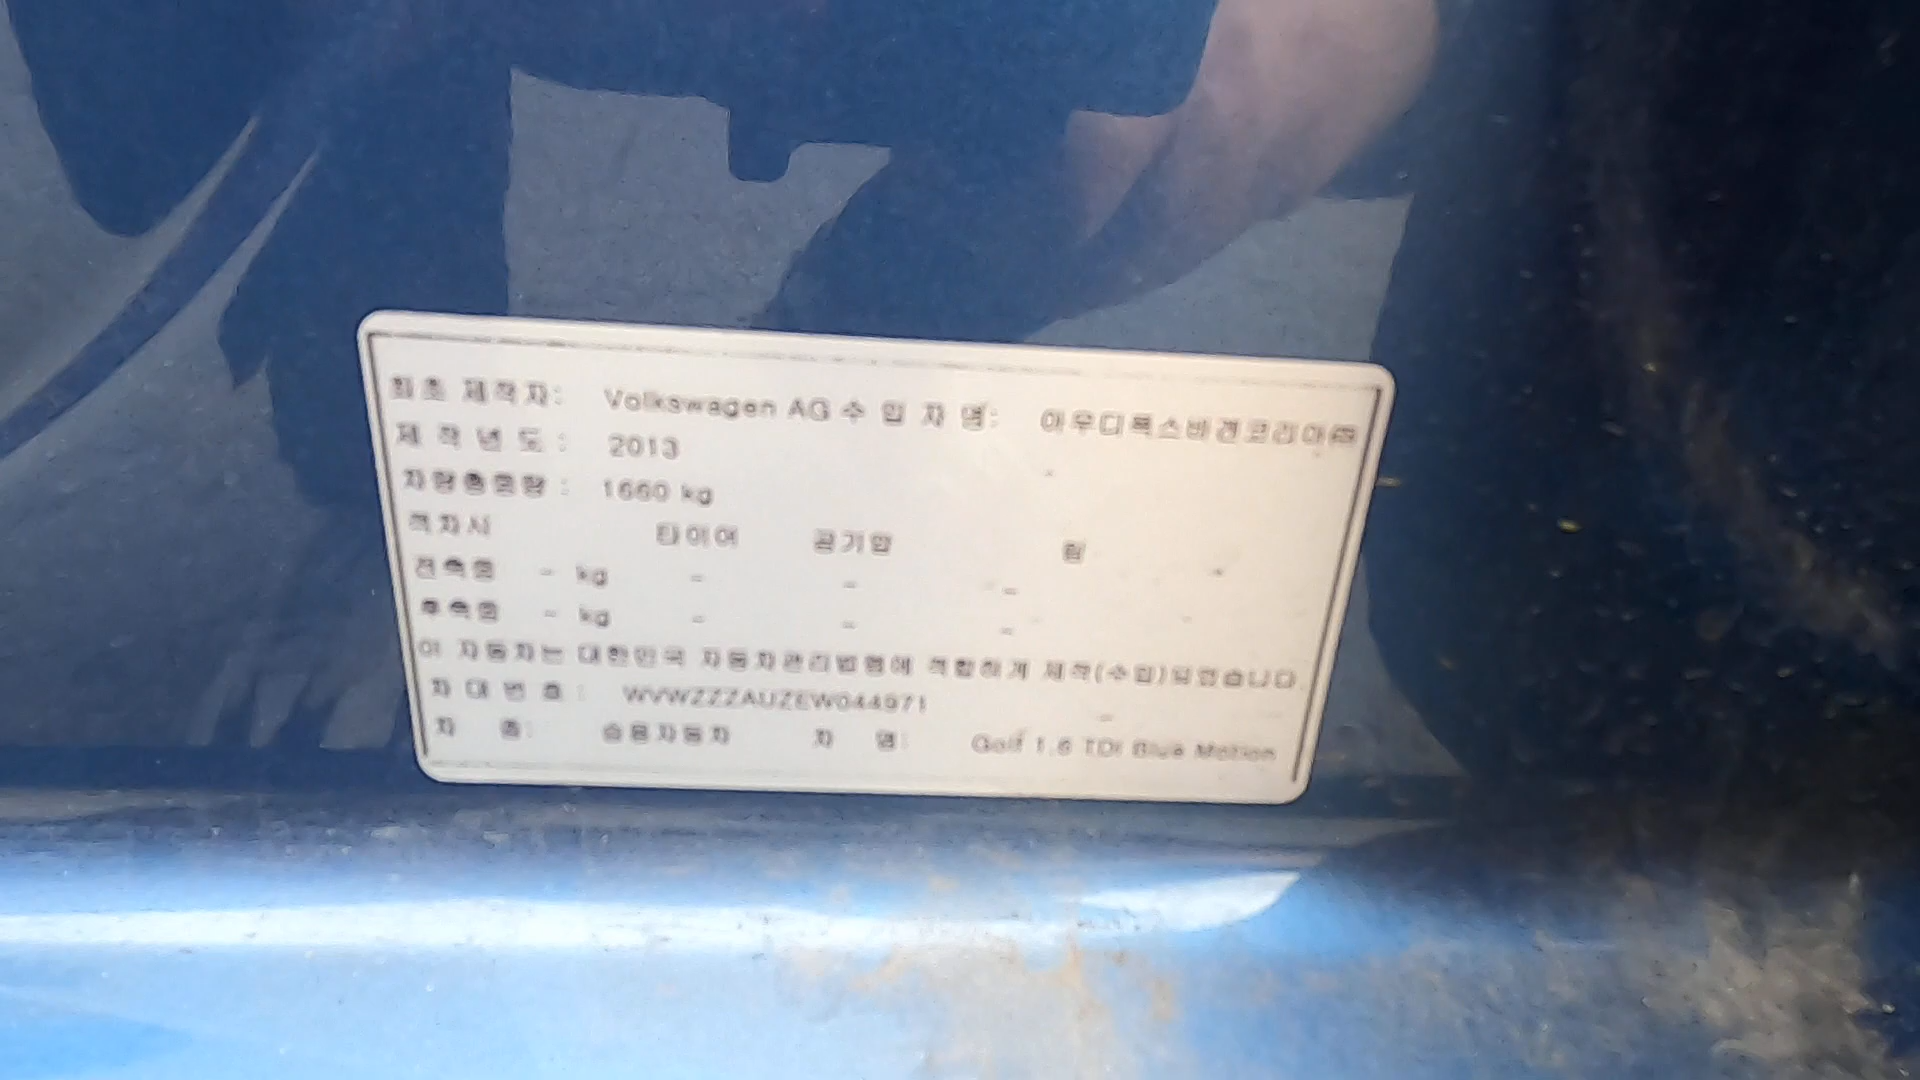 최초 제작자: Volkswagen AG 수 입 자 명: 아우디폭스바겐코리아㈜
제 작 년 도 : 2013
차량총중량 : 1660 kg
적차시 타이어 공기압 림
전축중 - kg - - -
후축중 - kg - - -
이 자동차는 대한민국 자동차관리법령에 적합하게 제작(수입)되었습니다.
차 대 번 호 : WVWZZZAUZEW044971
차 종: 승용자동차 차 명: Golf 1.6 TDI Blue Motion